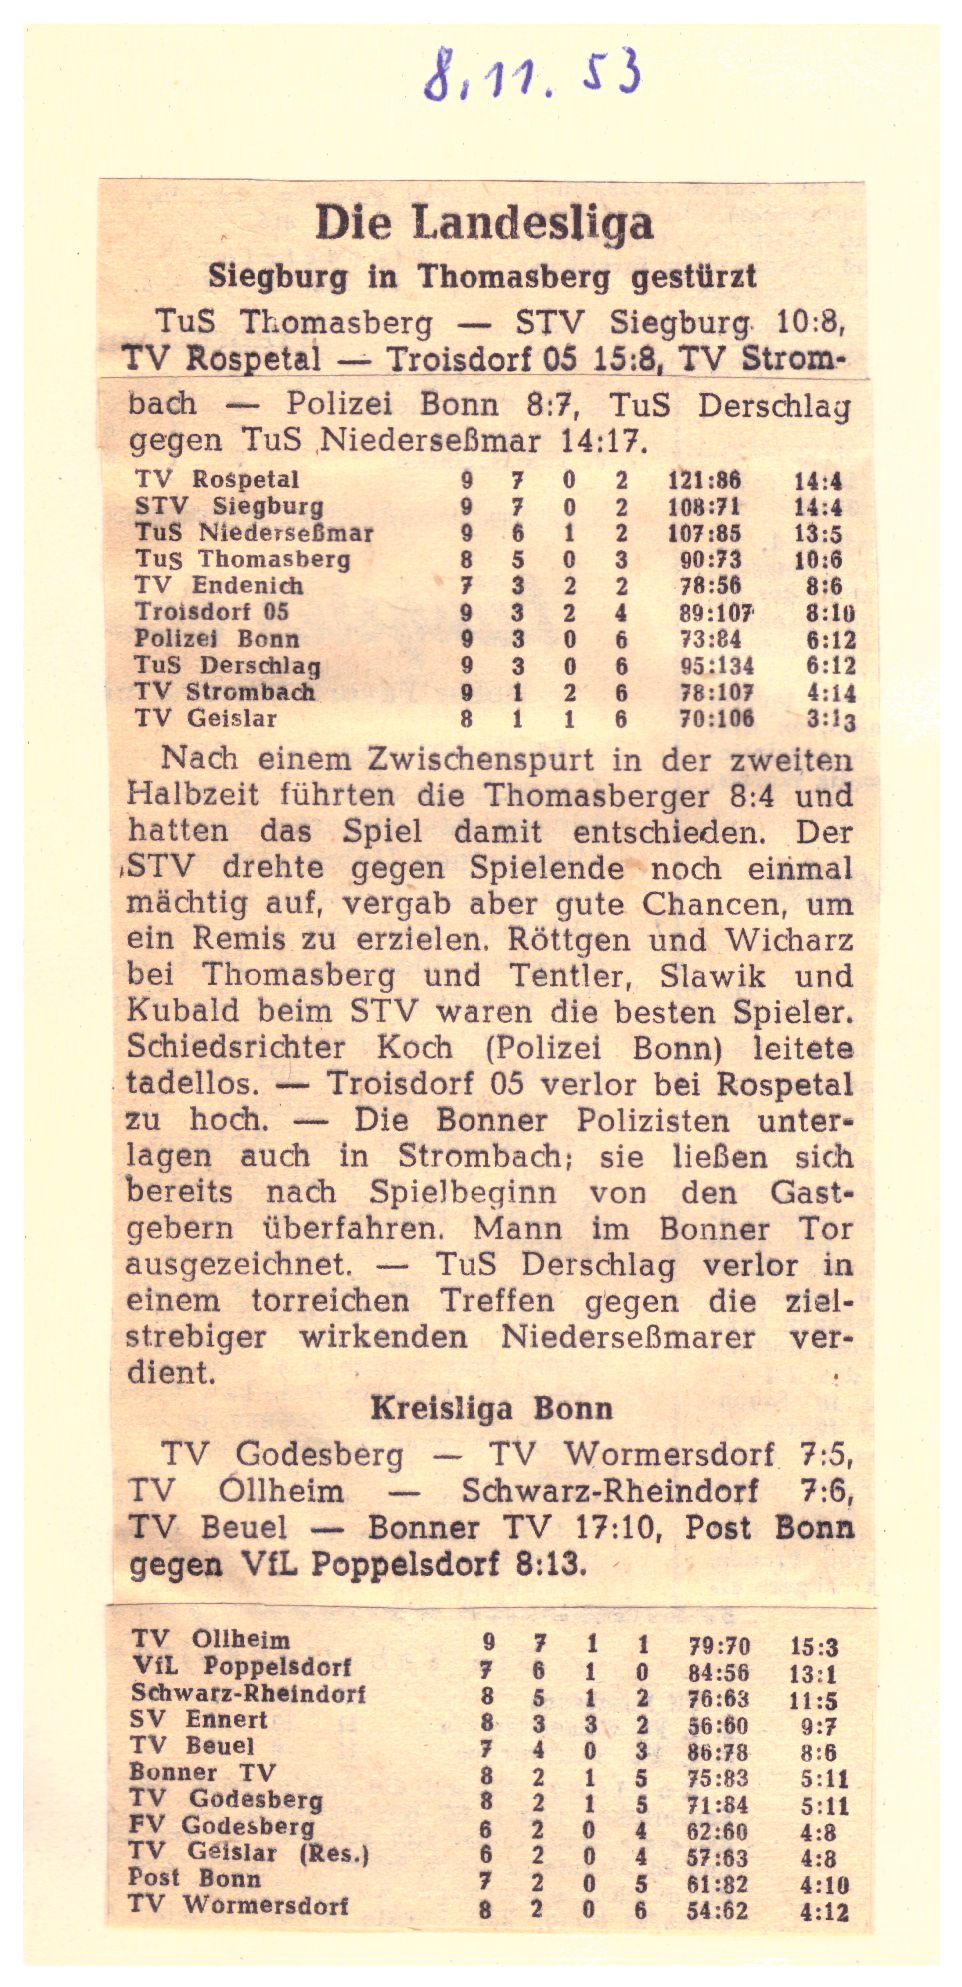 8.11.53
Die Landesliga
Siegburg in Thomasberg gestürzt
TuS Thomasberg — STV Siegburg 10:8,
TV Rospetal — Troisdorf 05 15:8, TV Strom-
bach — Polizei Bonn 8:7, TuS Derschlag
gegen TuS Niederseßmar 14:17.
TV Rospetal 9 7 0 2 121:86 14:4
STV Siegburg 9 7 0 2 108:71 14:4
TuS Niederseßmar 9 6 1 2 107:85 13:5
TuS Thomasberg 8 5 0 3 90:73 10:6
TV Endenich 7 3 2 2 78:56 8:6
Troisdorf 05 9 3 2 4 89:107 8:10
Polizei Bonn 9 3 0 6 73:84 6:12
TuS Derschlag 9 3 0 6 95:134 6:12
TV Strombach 9 1 2 6 78:107 4:14
TV Geislar 8 1 1 6 70:106 3:13
Nach einem Zwischenspurt in der zweiten
Halbzeit führten die Thomasberger 8:4 und
hatten das Spiel damit entschieden. Der
STV drehte gegen Spielende noch einmal
mächtig auf, vergab aber gute Chancen, um
ein Remis zu erzielen. Röttgen und Wicharz
bei Thomasberg und Tentler, Slawik und
Kubald beim STV waren die besten Spieler.
Schiedsrichter Koch (Polizei Bonn) leitete
tadellos. — Troisdorf 05 verlor bei Rospetal
zu hoch. — Die Bonner Polizisten unter-
lagen auch in Strombach; sie ließen sich
bereits nach Spielbeginn von den Gast-
gebern überfahren. Mann im Bonner Tor
ausgezeichnet. — TuS Derschlag verlor in
einem torreichen Treffen gegen die ziel-
strebiger wirkenden Niederseßmarer ver-
dient.
Kreisliga Bonn
TV Godesberg — TV Wormersdorf 7:5,
TV Ollheim — Schwarz-Rheindorf 7:6,
TV Beuel — Bonner TV 17:10, Post Bonn
gegen VfL Poppelsdorf 8:13.
TV Ollheim 9 7 1 1 79:70 15:3
VfL Poppelsdorf 7 6 1 0 84:56 13:1
Schwarz-Rheindorf 8 5 1 2 76:63 11:5
SV Ennert 8 3 3 2 56:60 9:7
TV Beuel 7 4 0 3 86:78 8:6
Bonner TV 8 2 1 5 75:83 5:11
TV Godesberg 8 2 1 5 71:84 5:11
FV Godesberg 6 2 0 4 62:60 4:8
TV Geislar (Res.) 6 2 0 4 57:63 4:8
Post Bonn 7 2 0 5 61:82 4:10
TV Wormersdorf 8 2 0 6 54:62 4:12